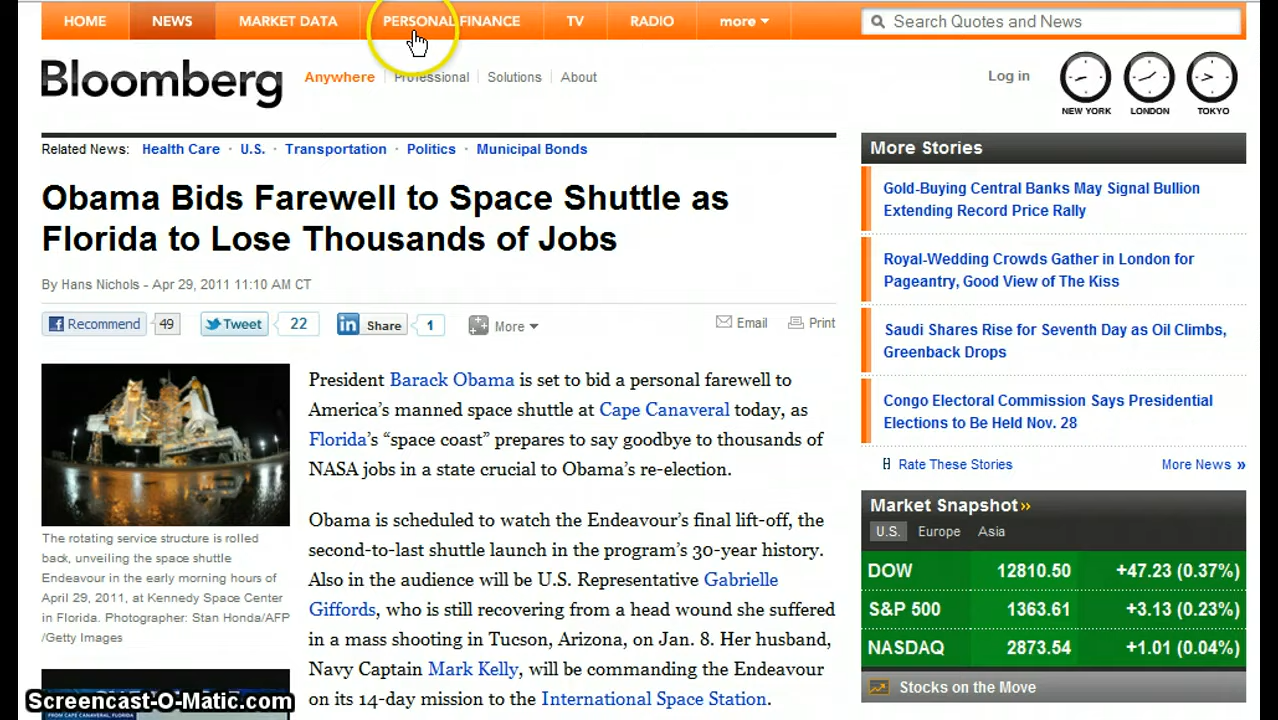 HOME NEWS MARKET DATA PERSONAL FINANCE TV RADIO more Search Quotes and News
Bloomberg Anywhere Professional Solutions About Log in
NEW YORK LONDON TOKYO
Related News: Health Care · U.S. · Transportation · Politics · Municipal Bonds
Obama Bids Farewell to Space Shuttle as
Florida to Lose Thousands of Jobs
By Hans Nichols - Apr 29, 2011 11:10 AM CT
Recommend 49 Tweet 22 in Share 1 More Email Print
The rotating service structure is rolled
back, unveiling the space shuttle
Endeavour in the early morning hours of
April 29, 2011, at Kennedy Space Center
in Florida. Photographer: Stan Honda/AFP
/Getty Images
FROM CAPE CANAVERAL, FLORIDA
President Barack Obama is set to bid a personal farewell to
America's manned space shuttle at Cape Canaveral today, as
Florida's “space coast” prepares to say goodbye to thousands of
NASA jobs in a state crucial to Obama's re-election.
Obama is scheduled to watch the Endeavour's final lift-off, the
second-to-last shuttle launch in the program's 30-year history.
Also in the audience will be U.S. Representative Gabrielle
Giffords, who is still recovering from a head wound she suffered
in a mass shooting in Tucson, Arizona, on Jan. 8. Her husband,
Navy Captain Mark Kelly, will be commanding the Endeavour
on its 14-day mission to the International Space Station.
More Stories
Gold-Buying Central Banks May Signal Bullion
Extending Record Price Rally
Royal-Wedding Crowds Gather in London for
Pageantry, Good View of The Kiss
Saudi Shares Rise for Seventh Day as Oil Climbs,
Greenback Drops
Congo Electoral Commission Says Presidential
Elections to Be Held Nov. 28
Rate These Stories More News »
Market Snapshot»
U.S. Europe Asia
DOW 12810.50 +47.23 (0.37%)
S&P 500 1363.61 +3.13 (0.23%)
NASDAQ 2873.54 +1.01 (0.04%)
Stocks on the Move
Screencast-O-Matic.com